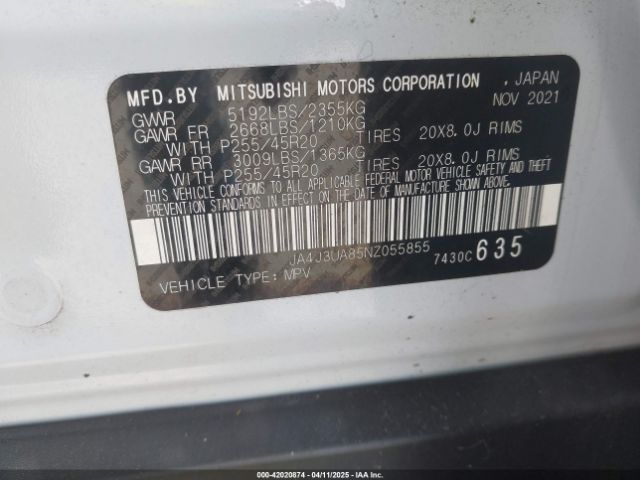 MFD.BY MITSUBISHI MOTORS CORPORATION , JAPAN
GVWR 5192LBS/2355KG NOV 2021
GAWR FR 2668LBS/1210KG
WITH P255/45R20 TIRES 20X8.0J RIMS
GAWR RR 3009LBS/1365KG
WITH P255/45R20 TIRES 20X8.0J RIMS
THIS VEHICLE CONFORMS TO ALL APPLICABLE FEDERAL MOTOR VEHICLE SAFETY AND THEFT
PREVENTION STANDARDS IN EFFECT ON THE DATE OF MANUFACTURE SHOWN ABOVE.
JA4J3UA85NZ055855 7430C 635
VEHICLE TYPE: MPV
000-42020874 - 04/11/2025 - IAAI.com